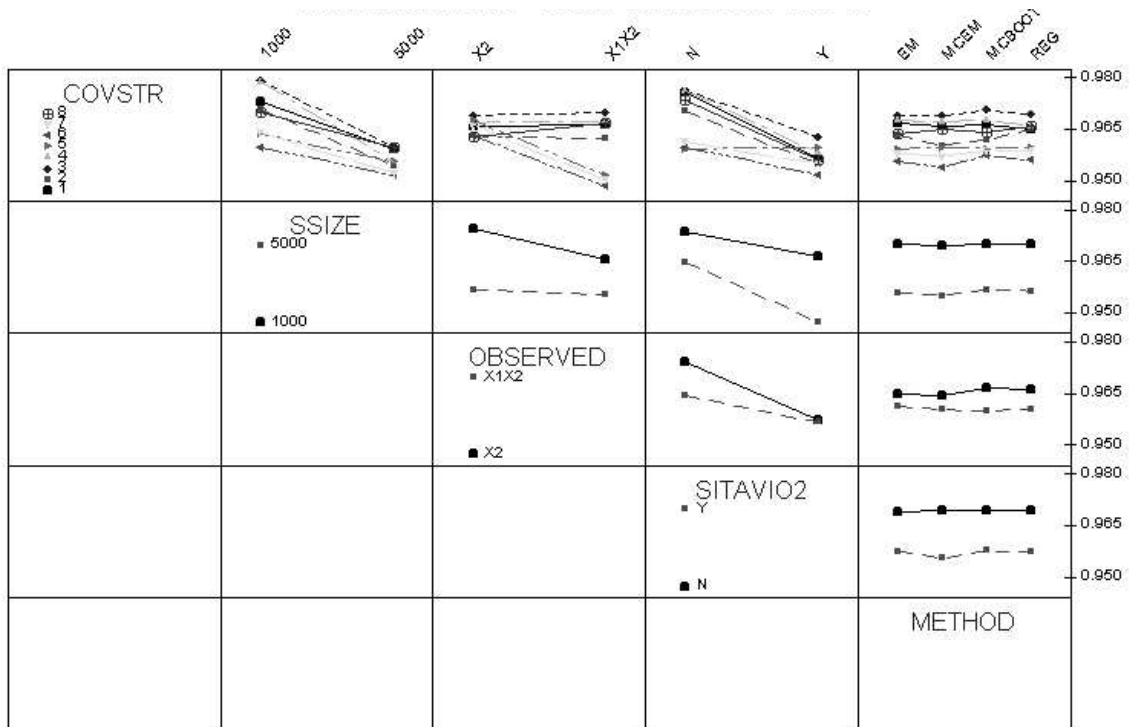 1000 5000 X2 X1X2 N Y EM MCEM MCBOOT REG
COVSTR
8
7
6
5
4
3
2
1
0.980
0.965
0.950
SSIZE
5000
1000
0.980
0.965
0.950
OBSERVED
X1X2
X2
0.980
0.965
0.950
SITAVIO2
Y
N
0.980
0.965
0.950
METHOD